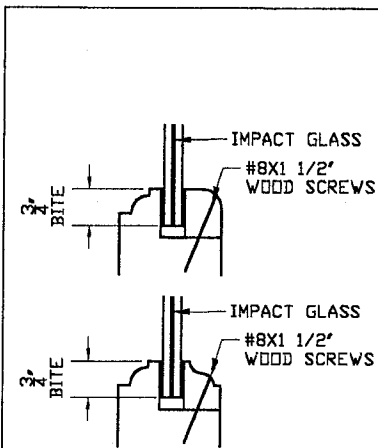 IMPACT GLASS
#8X1 1/2"
WOOD SCREWS
3/4"
BITE
IMPACT GLASS
#8X1 1/2"
WOOD SCREWS
3/4"
BITE